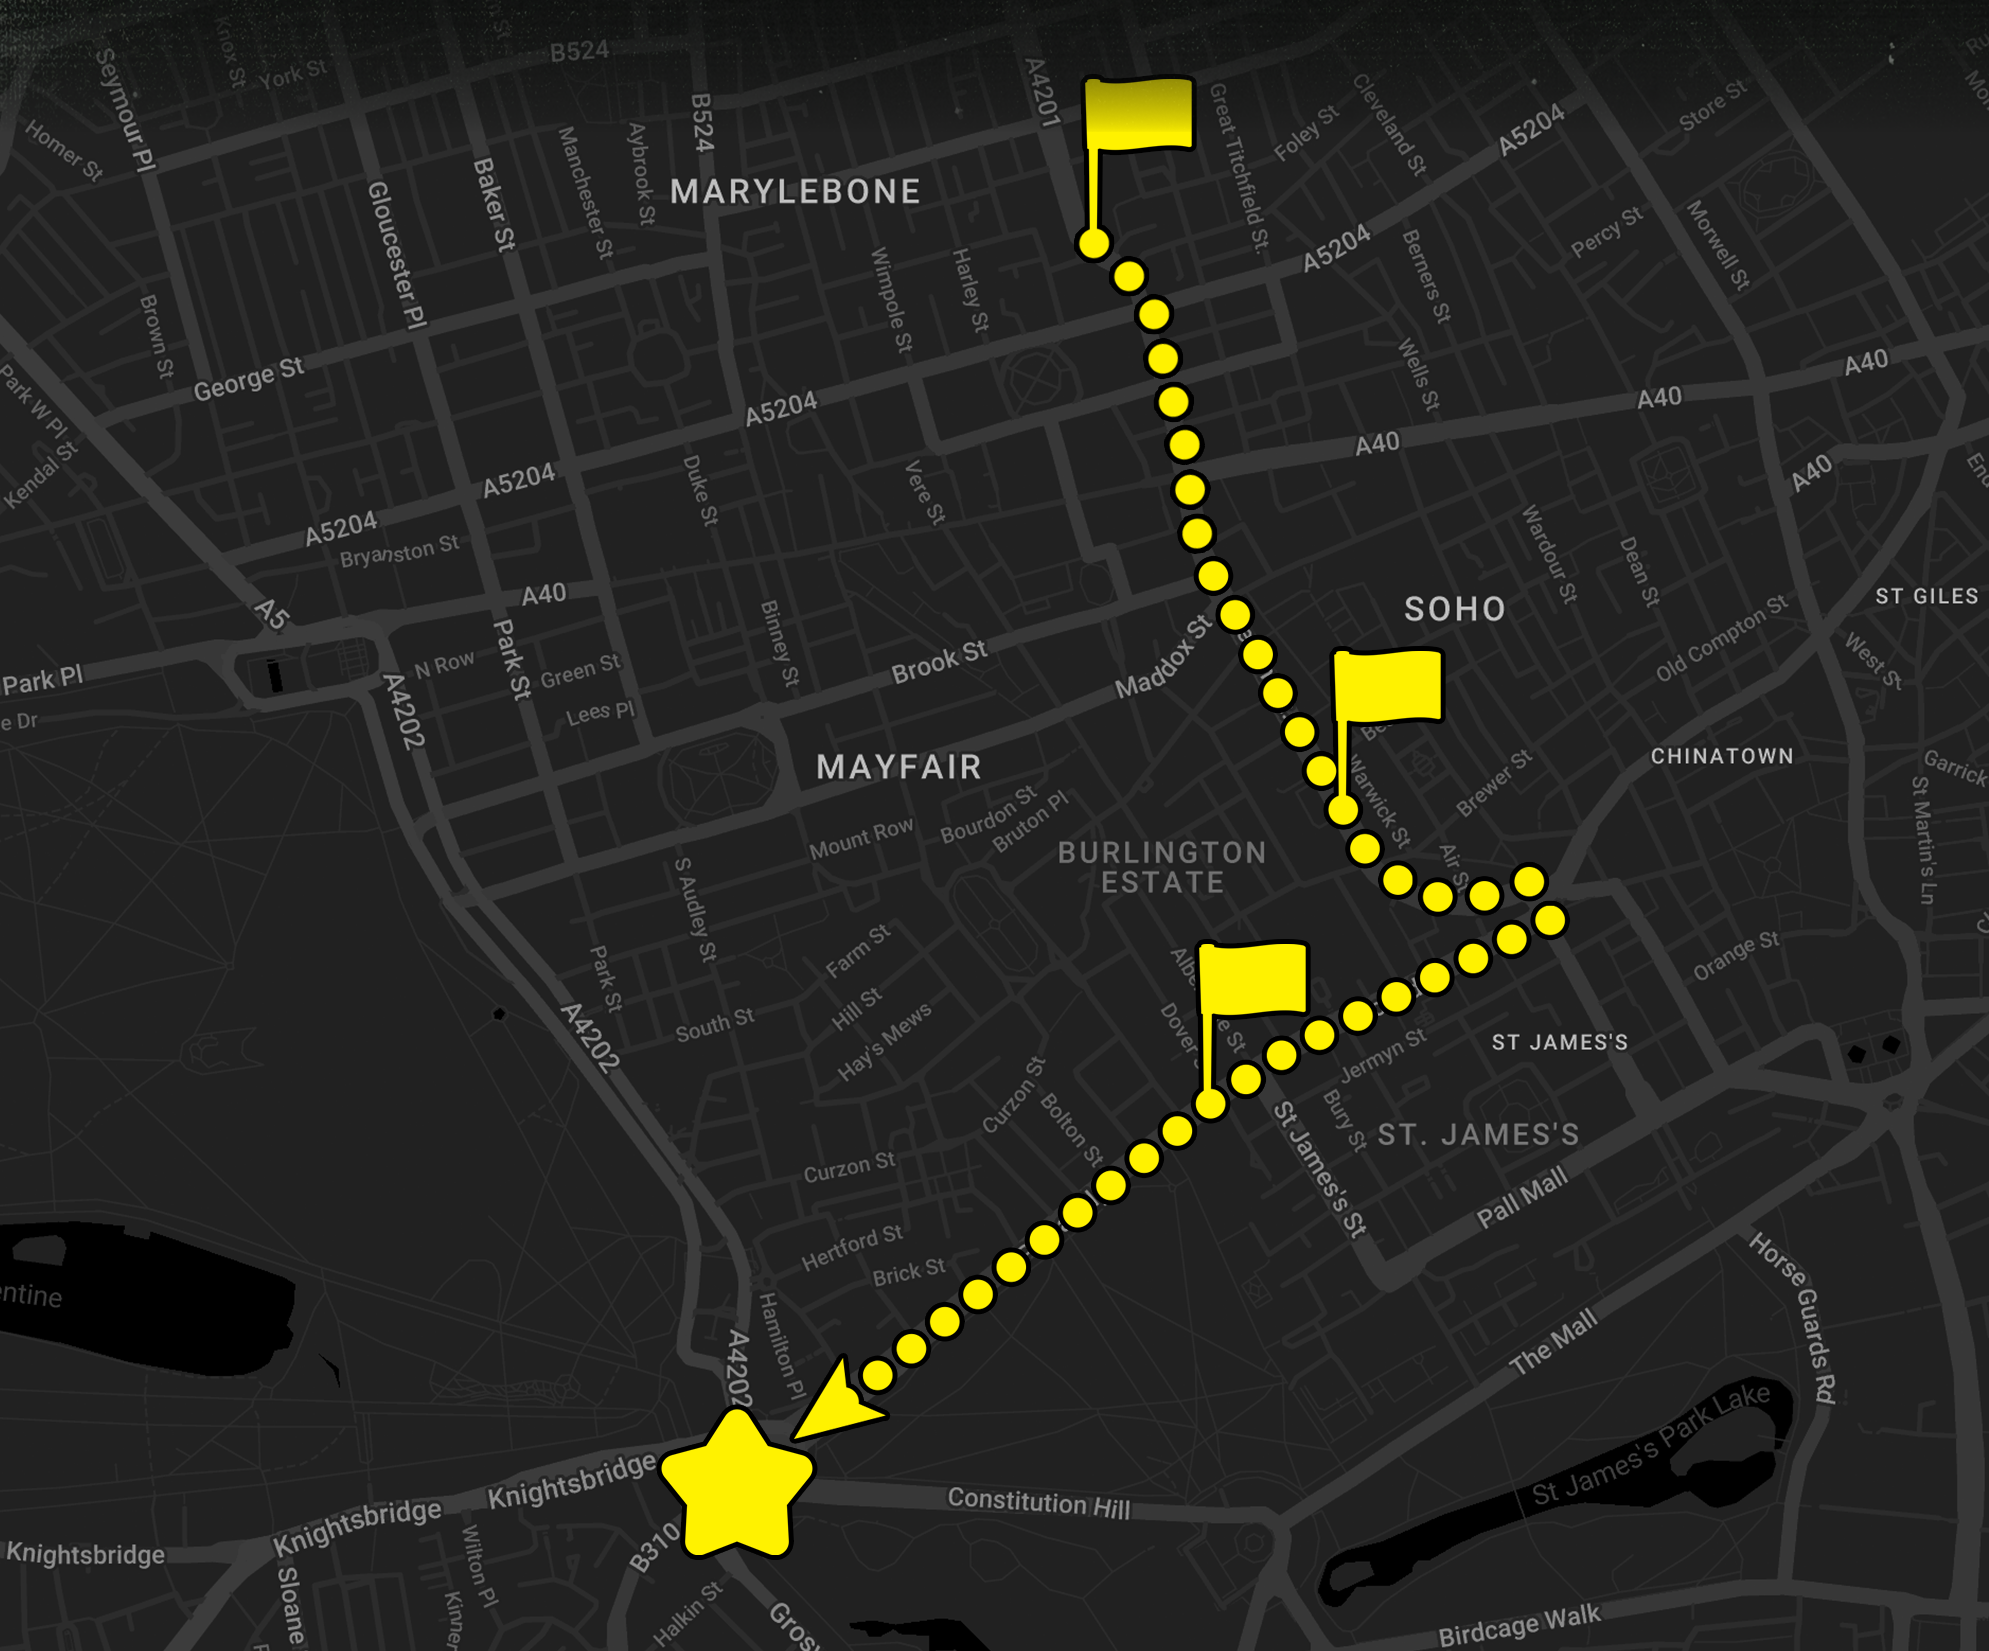 B524
Knox St
York St
Seymour Pl
Homer St
B524
A4201
Great Titchfield St
Foley St
Cleveland St
A5204
Store St
Manchester St
Aybrook St
Baker St
Gloucester Pl
MARYLEBONE
Percy St
Morwell St
Berners St
A5204
Wimpole St
Harley St
Brown St
George St
Park W Pl
Kendal St
A5204
Wells St
A40
A40
A40
A40
A5204
Duke St
Vere St
A5204
Bryanston St
Wardour St
Dean St
A5
A40
SOHO
ST GILES
Old Compton St
West St
Binney St
Park St
N Row
Green St
Lees Pl
Brook St
Maddox St
Park Pl
e Dr
A4202
MAYFAIR
CHINATOWN
Garrick
Brewer St
Warwick St
St Martin's Ln
Mount Row
Bourdon St
Bruton Pl
BURLINGTON
ESTATE
Air St
S Audley St
Park St
Farm St
Hill St
Hay's Mews
South St
Orange St
Dover
A4202
ST JAMES'S
Jermyn St
Curzon St
Bolton St
Bury St
ST. JAMES'S
St James's St
Pall Mall
Curzon St
Hertford St
Brick St
Hamilton Pl
A4202
entine
Horse Guards Rd
The Mall
St James's Park Lake
Knightsbridge
Knightsbridge
Knightsbridge
Constitution Hill
B310
Wilton Pl
Sloane
Kinner
Halkin St
Grosv
Birdcage Walk